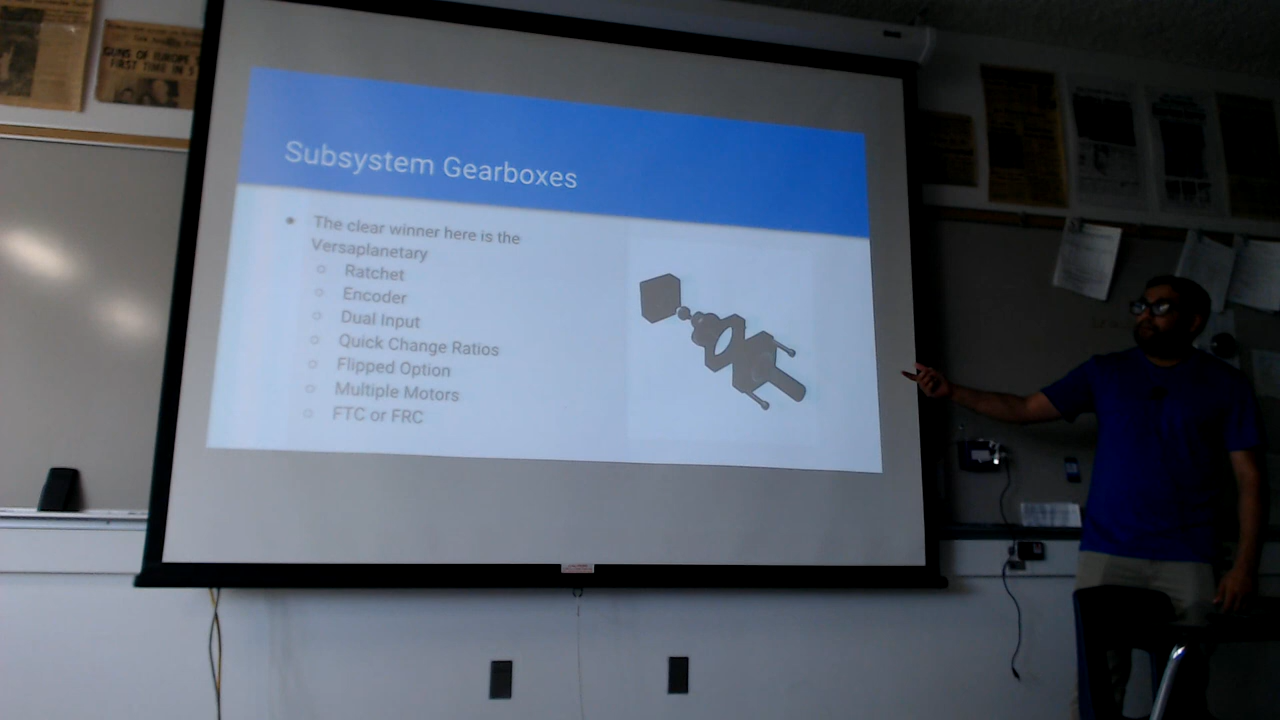 GUNS OF EUROPE
FIRST TIME IN
Subsystem Gearboxes
The clear winner here is the
Versaplanetary
Ratchet
Encoder
Dual Input
Quick Change Ratios
Flipped Option
Multiple Motors
FTC or FRC